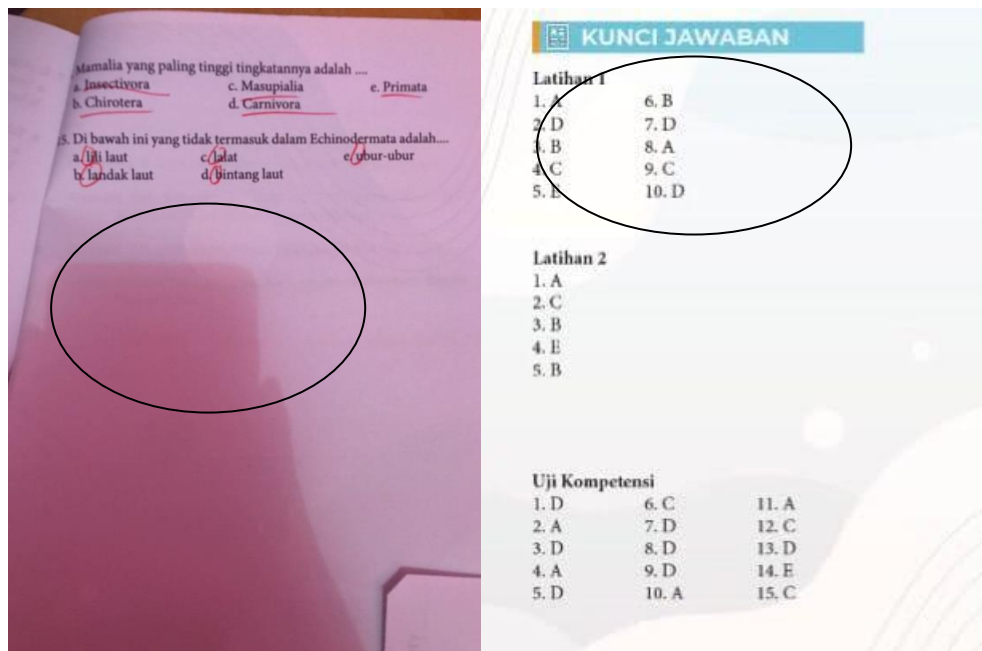 Mamalia yang paling tinggi tingkatannya adalah ....
a. Insectivora c. Masupialia e. Primata
b. Chirotera d. Carnivora
5. Di bawah ini yang tidak termasuk dalam Echinodermata adalah....
a. lili laut c. lalat e. ubur-ubur
b. landak laut d. bintang laut
KUNCI JAWABAN
Latihan 1
1. A 6. B
2. D 7. D
3. B 8. A
4. C 9. C
5. E 10. D
Latihan 2
1. A
2. C
3. B
4. E
5. B
Uji Kompetensi
1. D 6. C 11. A
2. A 7. D 12. C
3. D 8. D 13. D
4. A 9. D 14. E
5. D 10. A 15. C